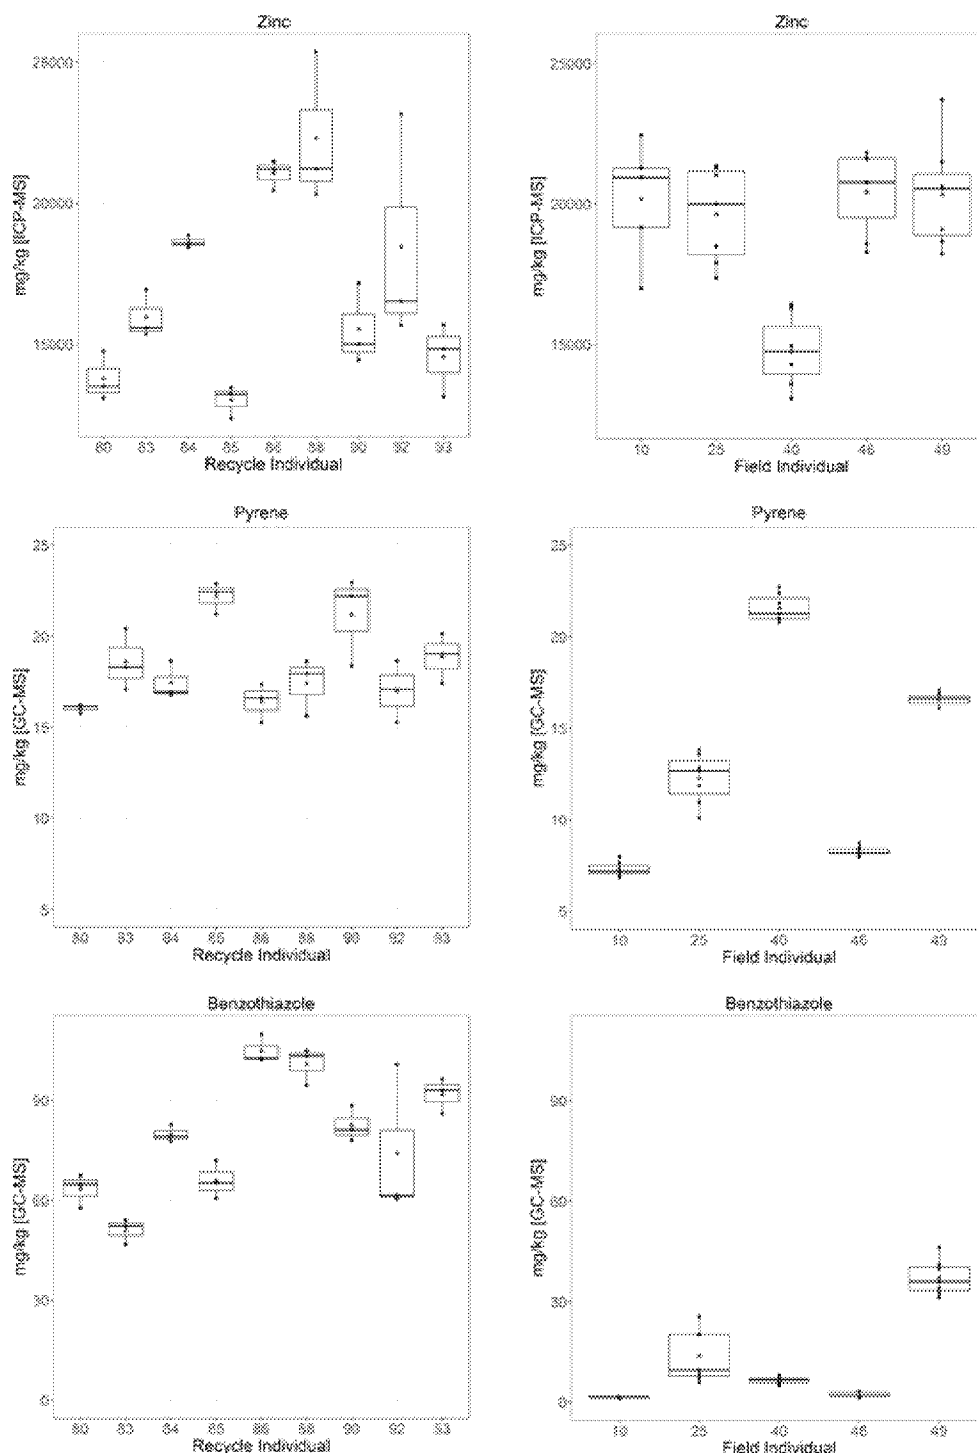 Zinc
25000
20000
15000
mg/kg [ICP-MS]
80 83 84 85 86 88 90 92 93
Recycle Individual
Zinc
25000
20000
15000
mg/kg [ICP-MS]
10 25 40 46 49
Field Individual
Pyrene
25
20
15
10
5
mg/kg [GC-MS]
80 83 84 85 86 88 90 92 93
Recycle Individual
Pyrene
25
20
15
10
5
mg/kg [GC-MS]
10 25 40 46 49
Field Individual
Benzothiazole
90
60
30
0
mg/kg [GC-MS]
80 83 84 85 86 88 90 92 93
Recycle Individual
Benzothiazole
90
60
30
0
mg/kg [GC-MS]
10 25 40 46 49
Field Individual